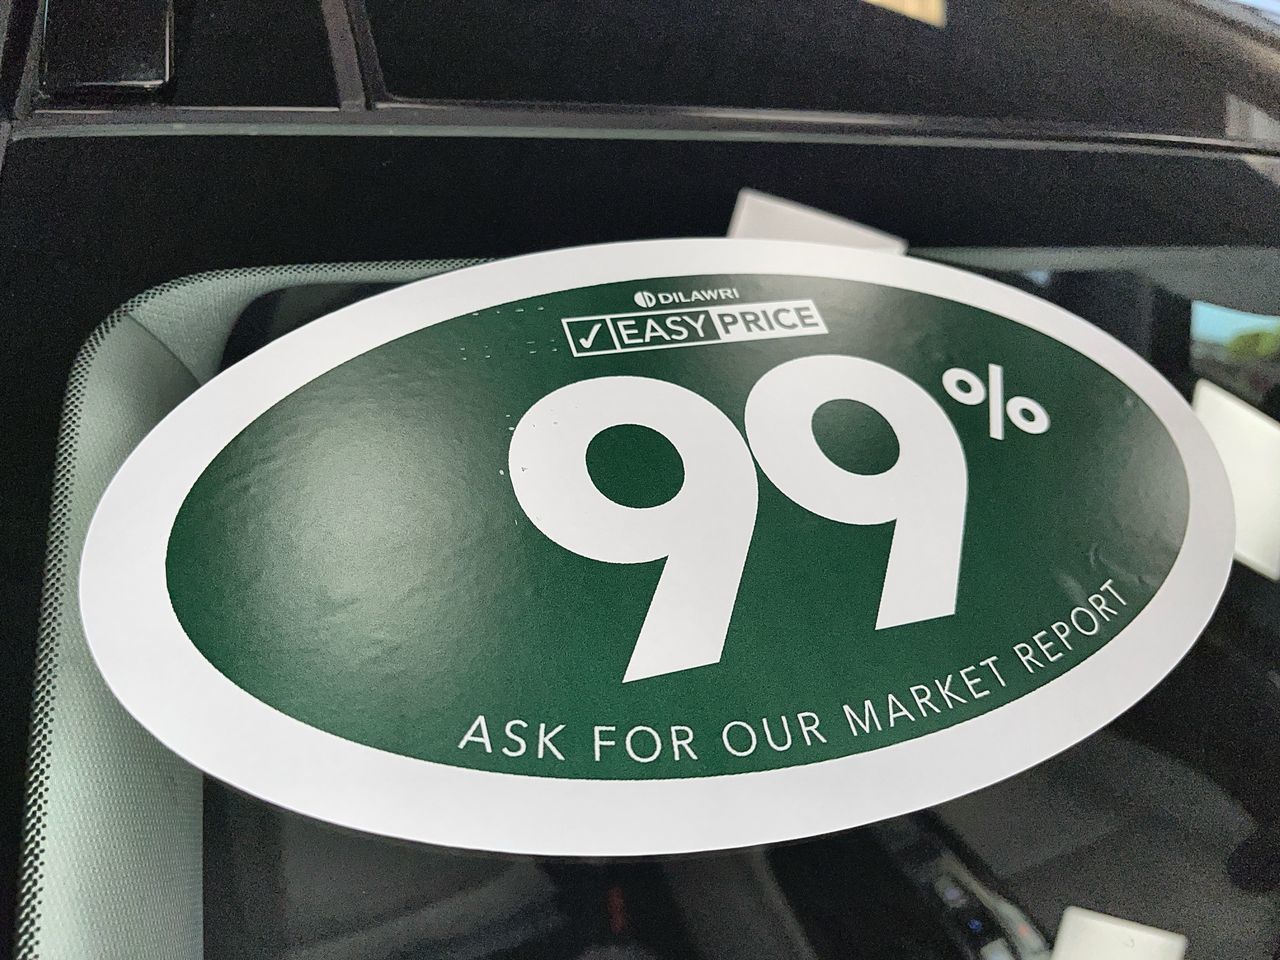 DILAWRI
✓ EASY PRICE
99%
ASK FOR OUR MARKET REPORT